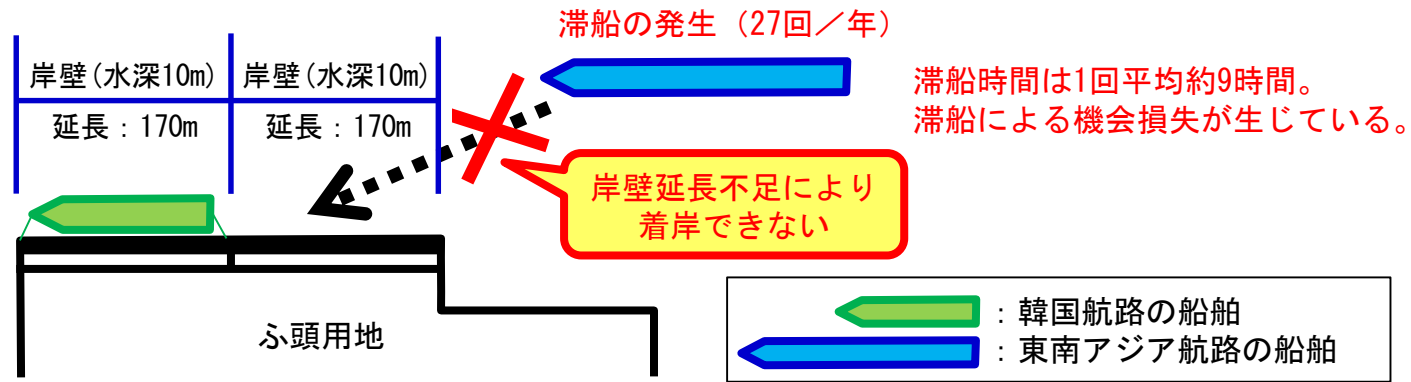 滞船の発生（27回／年）
岸壁(水深10m)
岸壁(水深10m)
延長：170m
延長：170m
滞船時間は1回平均約9時間。
滞船による機会損失が生じている。
岸壁延長不足により
着岸できない
ふ頭用地
：韓国航路の船舶
：東南アジア航路の船舶